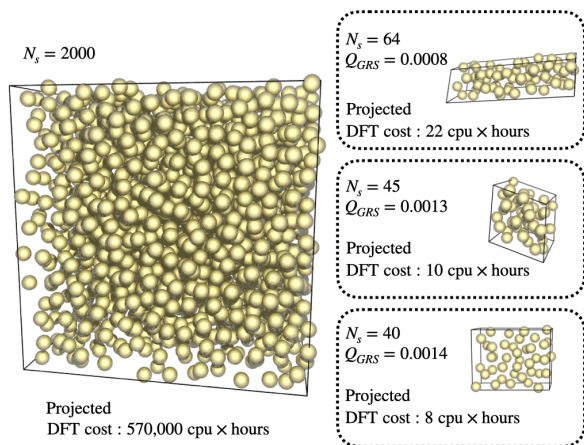 N_s = 2000
Projected
DFT cost : 570,000 cpu × hours
N_s = 64
Q_GRS = 0.0008
Projected
DFT cost : 22 cpu × hours
N_s = 45
Q_GRS = 0.0013
Projected
DFT cost : 10 cpu × hours
N_s = 40
Q_GRS = 0.0014
Projected
DFT cost : 8 cpu × hours